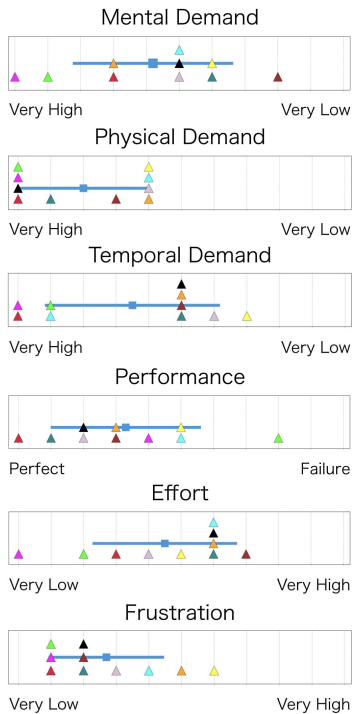 Mental Demand
Very High Very Low
Physical Demand
Very High Very Low
Temporal Demand
Very High Very Low
Performance
Perfect Failure
Effort
Very Low Very High
Frustration
Very Low Very High